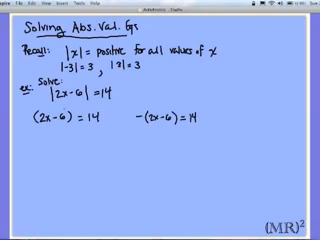 Solving Abs. Val. Eqs
Recall: |x| = positive for all values of x
|-3| = 3 , |3| = 3
ex: Solve:
|2x-6| = 14
(2x-6) = 14 -(2x-6) = 14
(MR)²